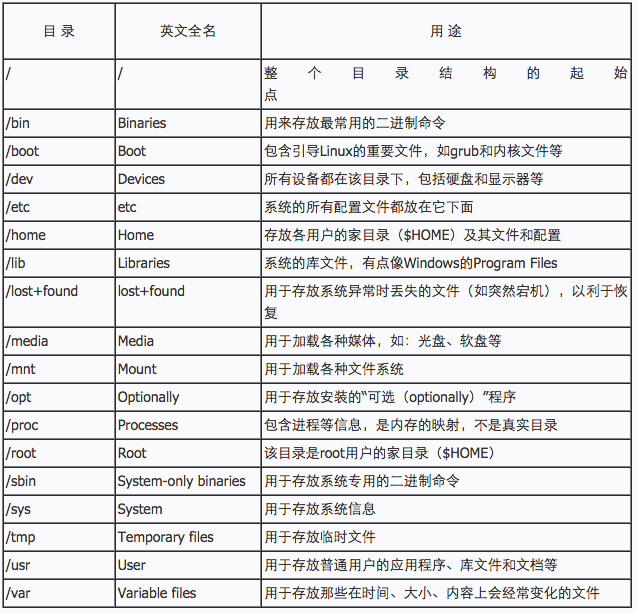 目 录 英文全名 用 途
/ / 整 个 目 录 结 构 的 起 始
点
/bin Binaries 用来存放最常用的二进制命令
/boot Boot 包含引导Linux的重要文件，如grub和内核文件等
/dev Devices 所有设备都在该目录下，包括硬盘和显示器等
/etc etc 系统的所有配置文件都放在它下面
/home Home 存放各用户的家目录（$HOME）及其文件和配置
/lib Libraries 系统的库文件，有点像Windows的Program Files
/lost+found lost+found 用于存放系统异常时丢失的文件（如突然宕机），以利于恢
复
/media Media 用于加载各种媒体，如：光盘、软盘等
/mnt Mount 用于加载各种文件系统
/opt Optionally 用于存放安装的“可选（optionally）”程序
/proc Processes 包含进程等信息，是内存的映射，不是真实目录
/root Root 该目录是root用户的家目录（$HOME）
/sbin System-only binaries 用于存放系统专用的二进制命令
/sys System 用于存放系统信息
/tmp Temporary files 用于存放临时文件
/usr User 用于存放普通用户的应用程序、库文件和文档等
/var Variable files 用于存放那些在时间、大小、内容上会经常变化的文件